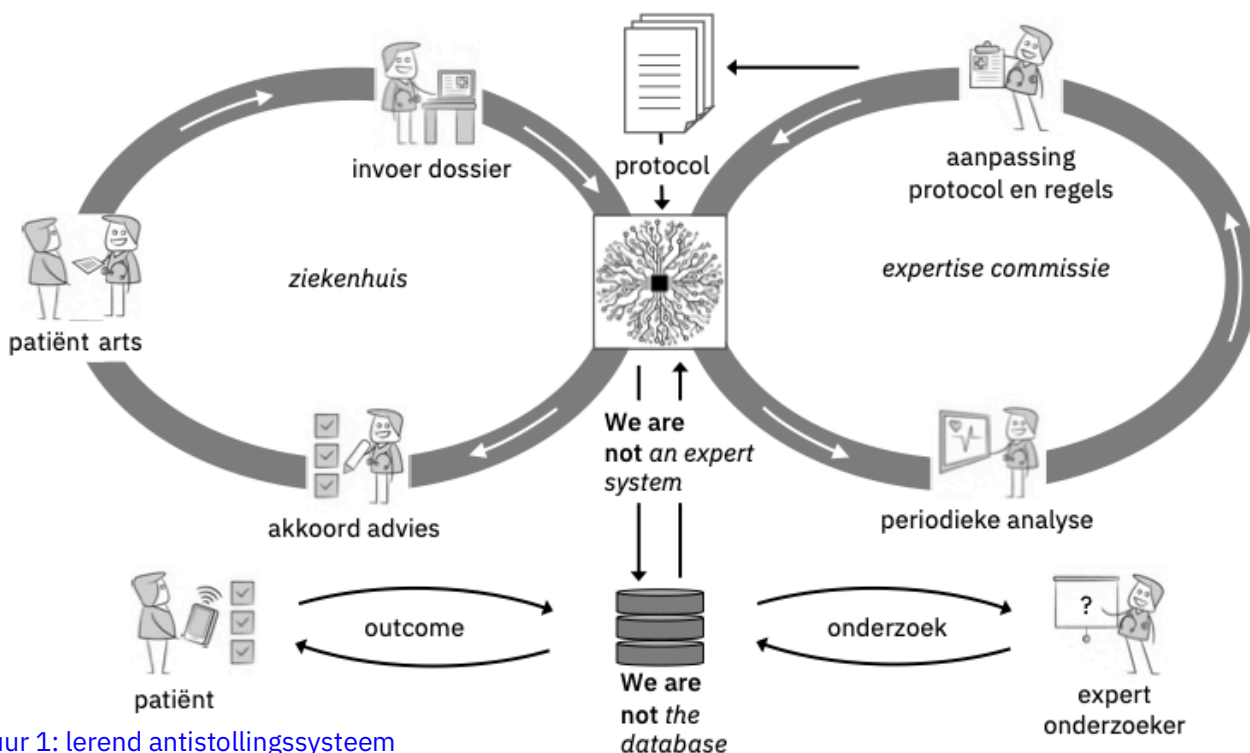 invoer dossier
protocol
aanpassing
protocol en regels
ziekenhuis
expertise commissie
patiënt arts
We are
not an expert
system
akkoord advies
periodieke analyse
outcome
onderzoek
?
patiënt
We are
not the
database
expert
onderzoeker
uur 1: lerend antistollingssysteem